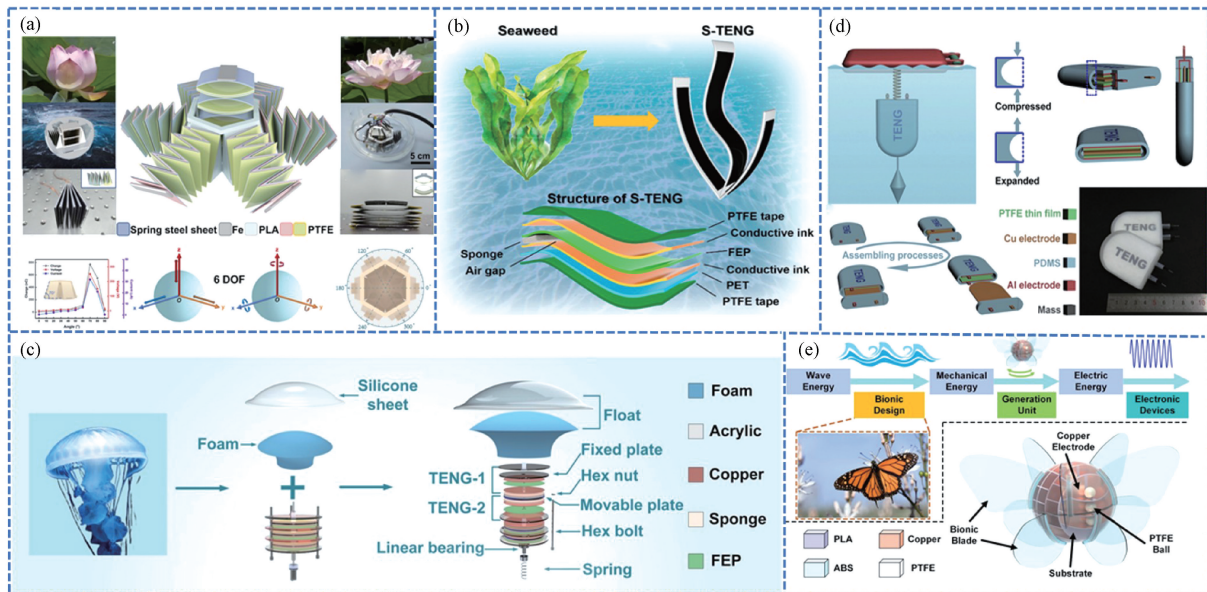 (a)
5 cm
Spring steel sheet
Fe
PLA
PTFE
6 DOF
Angle (°)
(b)
Seaweed
S-TENG
Structure of S-TENG
PTFE tape
Conductive ink
Sponge
FEP
Air gap
Conductive ink
PET
PTFE tape
(d)
TENG
Compressed
Expanded
TENG
PTFE thin film
Cu electrode
PDMS
Al electrode
Mass
Assembling processes
TENG
TENG
TENG
(c)
Silicone
sheet
Foam
Float
Fixed plate
TENG-1
Hex nut
TENG-2
Movable plate
Hex bolt
Linear bearing
Spring
Foam
Acrylic
Copper
Sponge
FEP
(e)
Wave
Energy
Mechanical
Energy
Electric
Energy
Bionic
Design
Generation
Unit
Electronic
Devices
Copper
Electrode
Bionic
Blade
PTFE
Ball
Substrate
PLA
Copper
ABS
PTFE